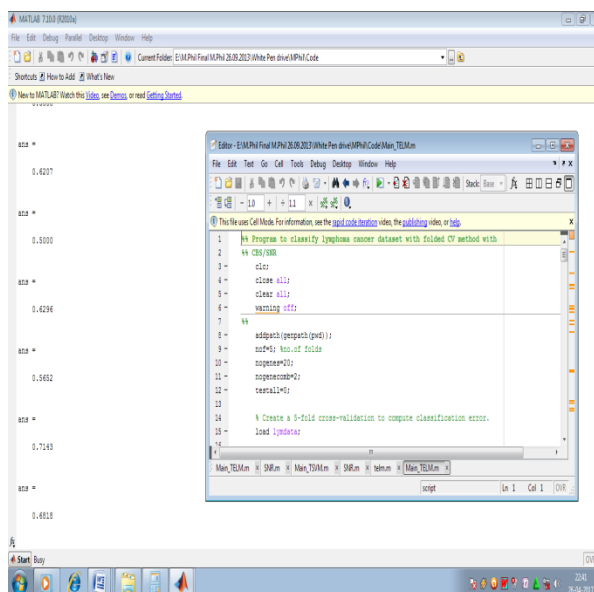 MATLAB 7.10.0 (R2010a)
File Edit Debug Parallel Desktop Window Help
Current Folder: E:\M.Phil Final M.Phil 26.09.2013\White Pen drive\MPhil\Code
Shortcuts How to Add What's New
New to MATLAB? Watch this Video, see Demos, or read Getting Started.
ans =
0.6207
ans =
0.5000
ans =
0.6296
ans =
0.5652
ans =
0.7143
ans =
0.6818
fx
Start Busy
OVR
Editor - E:\M.Phil Final M.Phil 26.09.2013\White Pen drive\MPhil\Code\Main_TELM.m
File Edit Text Go Cell Tools Debug Desktop Window Help
Stack: Base fx
- 1.0 + ÷ 1.1 ×
This file uses Cell Mode. For information, see the rapid code iteration video, the publishing video, or help.
1 %% Program to classify lymphoma cancer dataset with folded CV method with
2 %% CBS/SNR
3 - clc;
4 - close all;
5 - clear all;
6 - warning off;
7 %%
8 - addpath(genpath(pwd));
9 - nof=5; %no.of folds
10 - nogenes=20;
11 - nogenecomb=2;
12 - testall=0;
13
14 % Create a 5-fold cross-validation to compute classification error.
15 - load lymdata;
16
Main_TELM.m × SNR.m × Main_TSVM.m × SNR.m × telm.m × Main_TELM.m ×
script Ln 1 Col 1 OVR
22:41